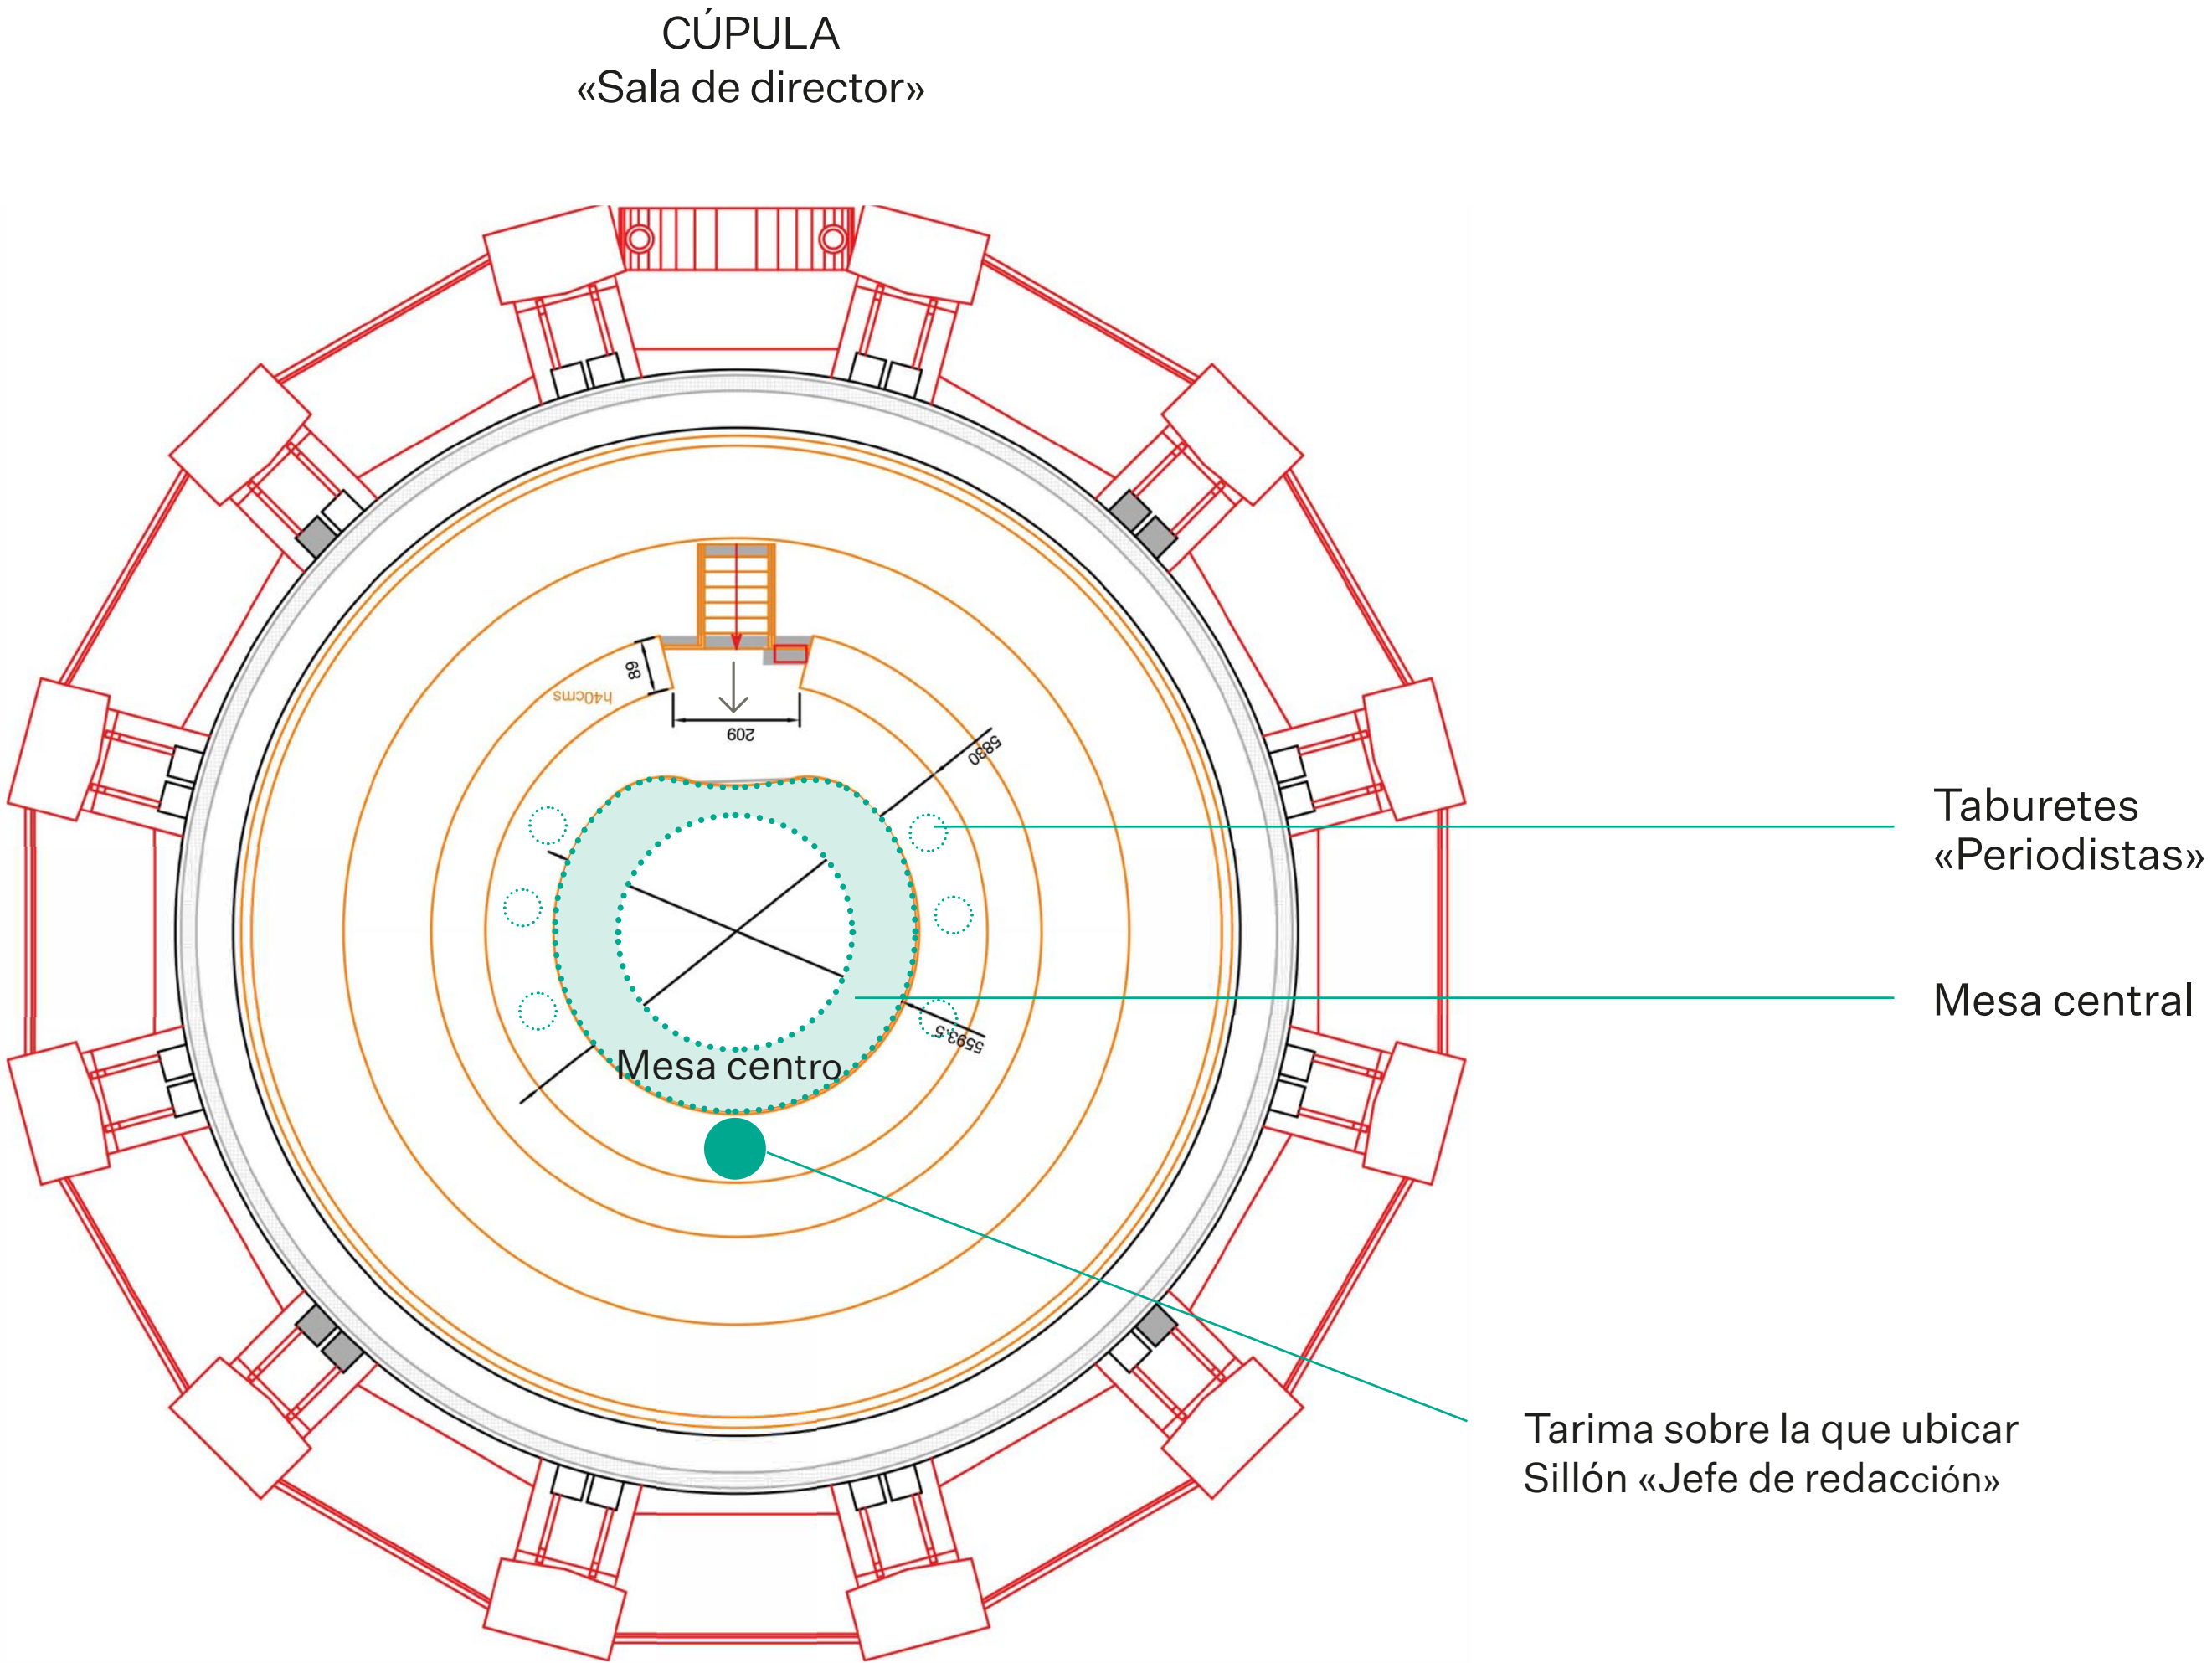 CÚPULA
«Sala de director»
89
h40cms
209
5880
Taburetes
«Periodistas»
Mesa central
5593.5
Mesa centro
Tarima sobre la que ubicar
Sillón «Jefe de redacción»